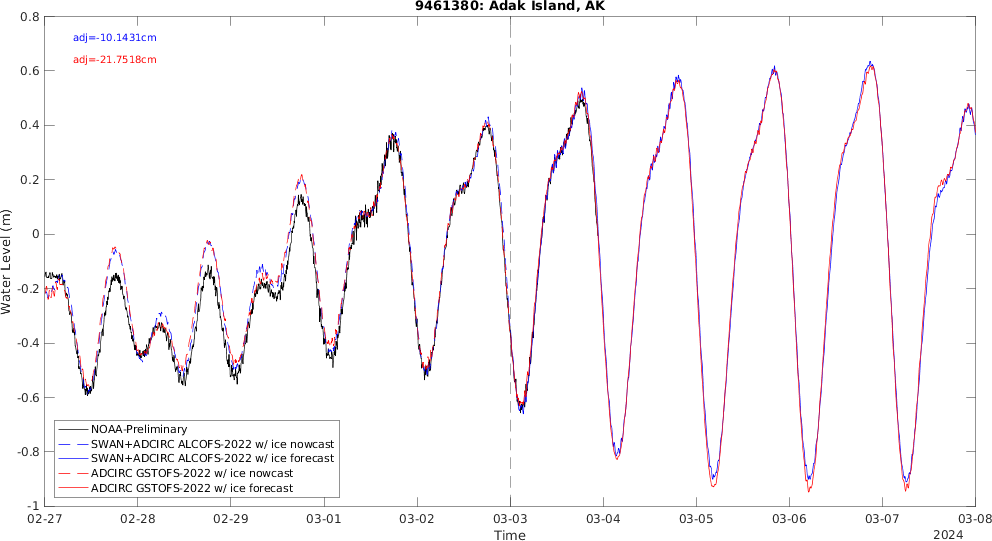 9461380: Adak Island, AK
adj=-10.1431cm
adj=-21.7518cm
Water Level (m)
0.8
0.6
0.4
0.2
0
-0.2
-0.4
-0.6
-0.8
-1
NOAA-Preliminary
SWAN+ADCIRC ALCOFS-2022 w/ ice nowcast
SWAN+ADCIRC ALCOFS-2022 w/ ice forecast
ADCIRC GSTOFS-2022 w/ ice nowcast
ADCIRC GSTOFS-2022 w/ ice forecast
02-27 02-28 02-29 03-01 03-02 03-03 03-04 03-05 03-06 03-07 03-08
Time
2024